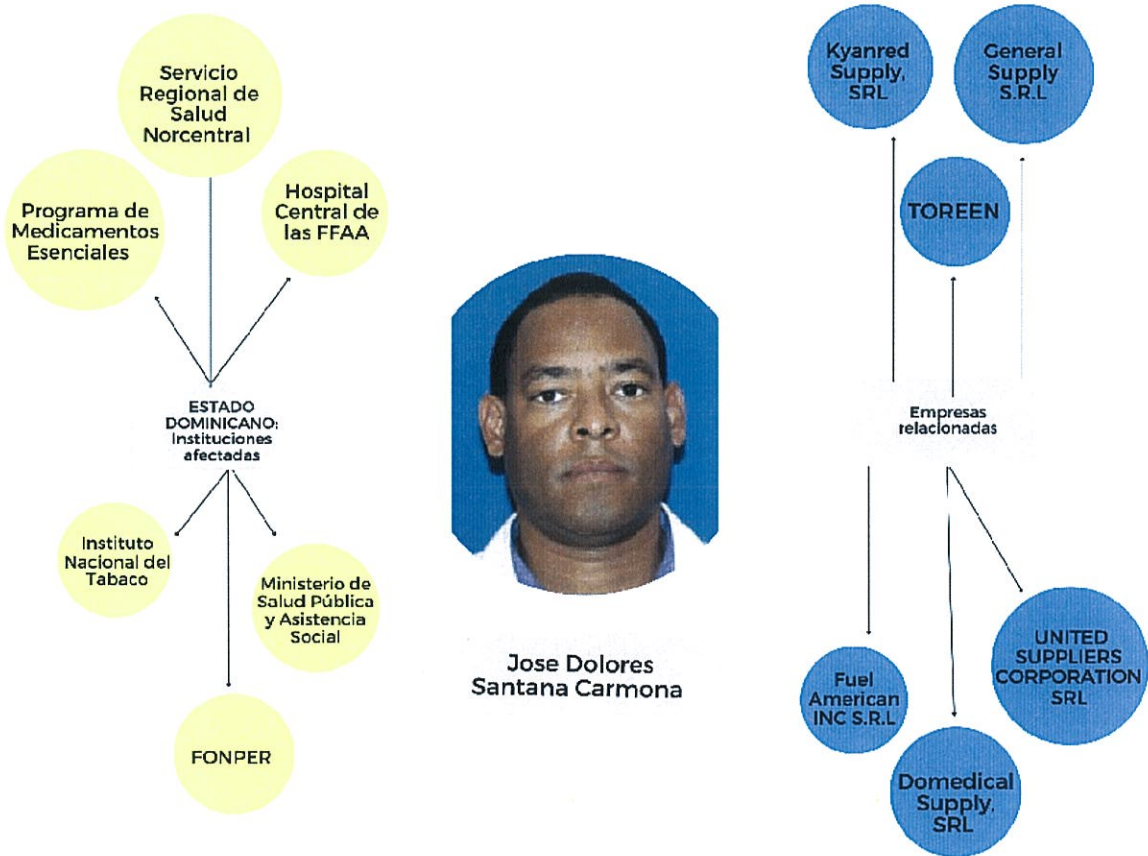 Servicio
Regional de
Salud
Norcentral
Programa de
Medicamentos
Esenciales
Hospital
Central de
las FFAA
ESTADO
DOMINICANO:
Instituciones
afectadas
Instituto
Nacional del
Tabaco
Ministerio de
Salud Pública
y Asistencia
Social
FONPER
Jose Dolores
Santana Carmona
Kyanred
Supply,
SRL
General
Supply
S.R.L
TOREEN
Empresas
relacionadas
Fuel
American
INC S.R.L
Domedical
Supply,
SRL
UNITED
SUPPLIERS
CORPORATION
SRL